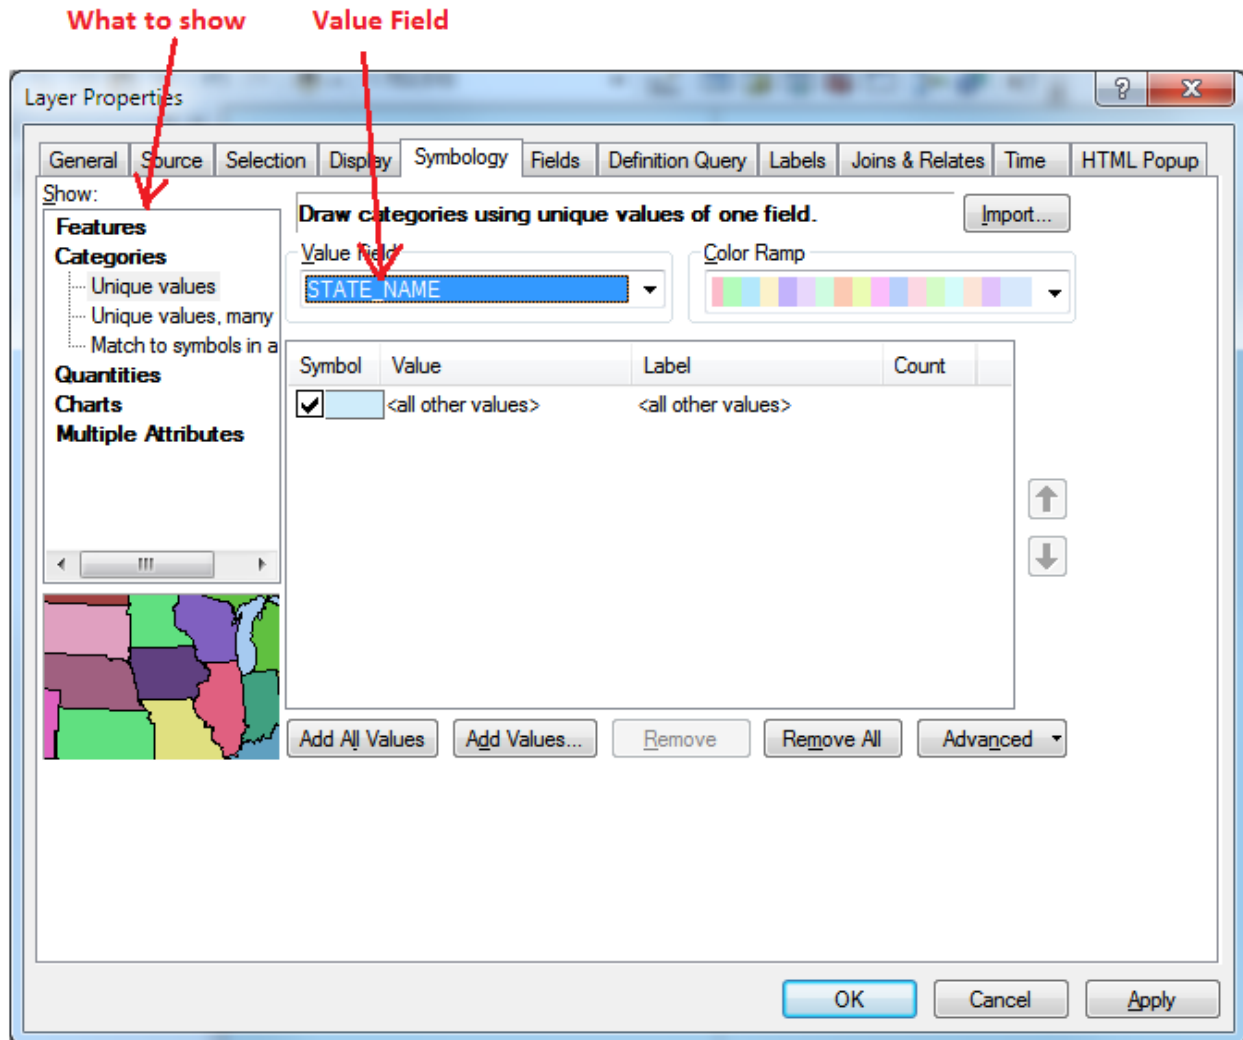 What to show Value Field
Layer Properties
General Source Selection Display Symbology Fields Definition Query Labels Joins & Relates Time HTML Popup
Show:
Features
Categories
Unique values
Unique values, many
Match to symbols in a
Quantities
Charts
Multiple Attributes
Draw categories using unique values of one field.
Import...
Value Field
STATE_NAME
Color Ramp
Symbol Value Label Count
<all other values> <all other values>
Add All Values Add Values... Remove Remove All Advanced
OK Cancel Apply